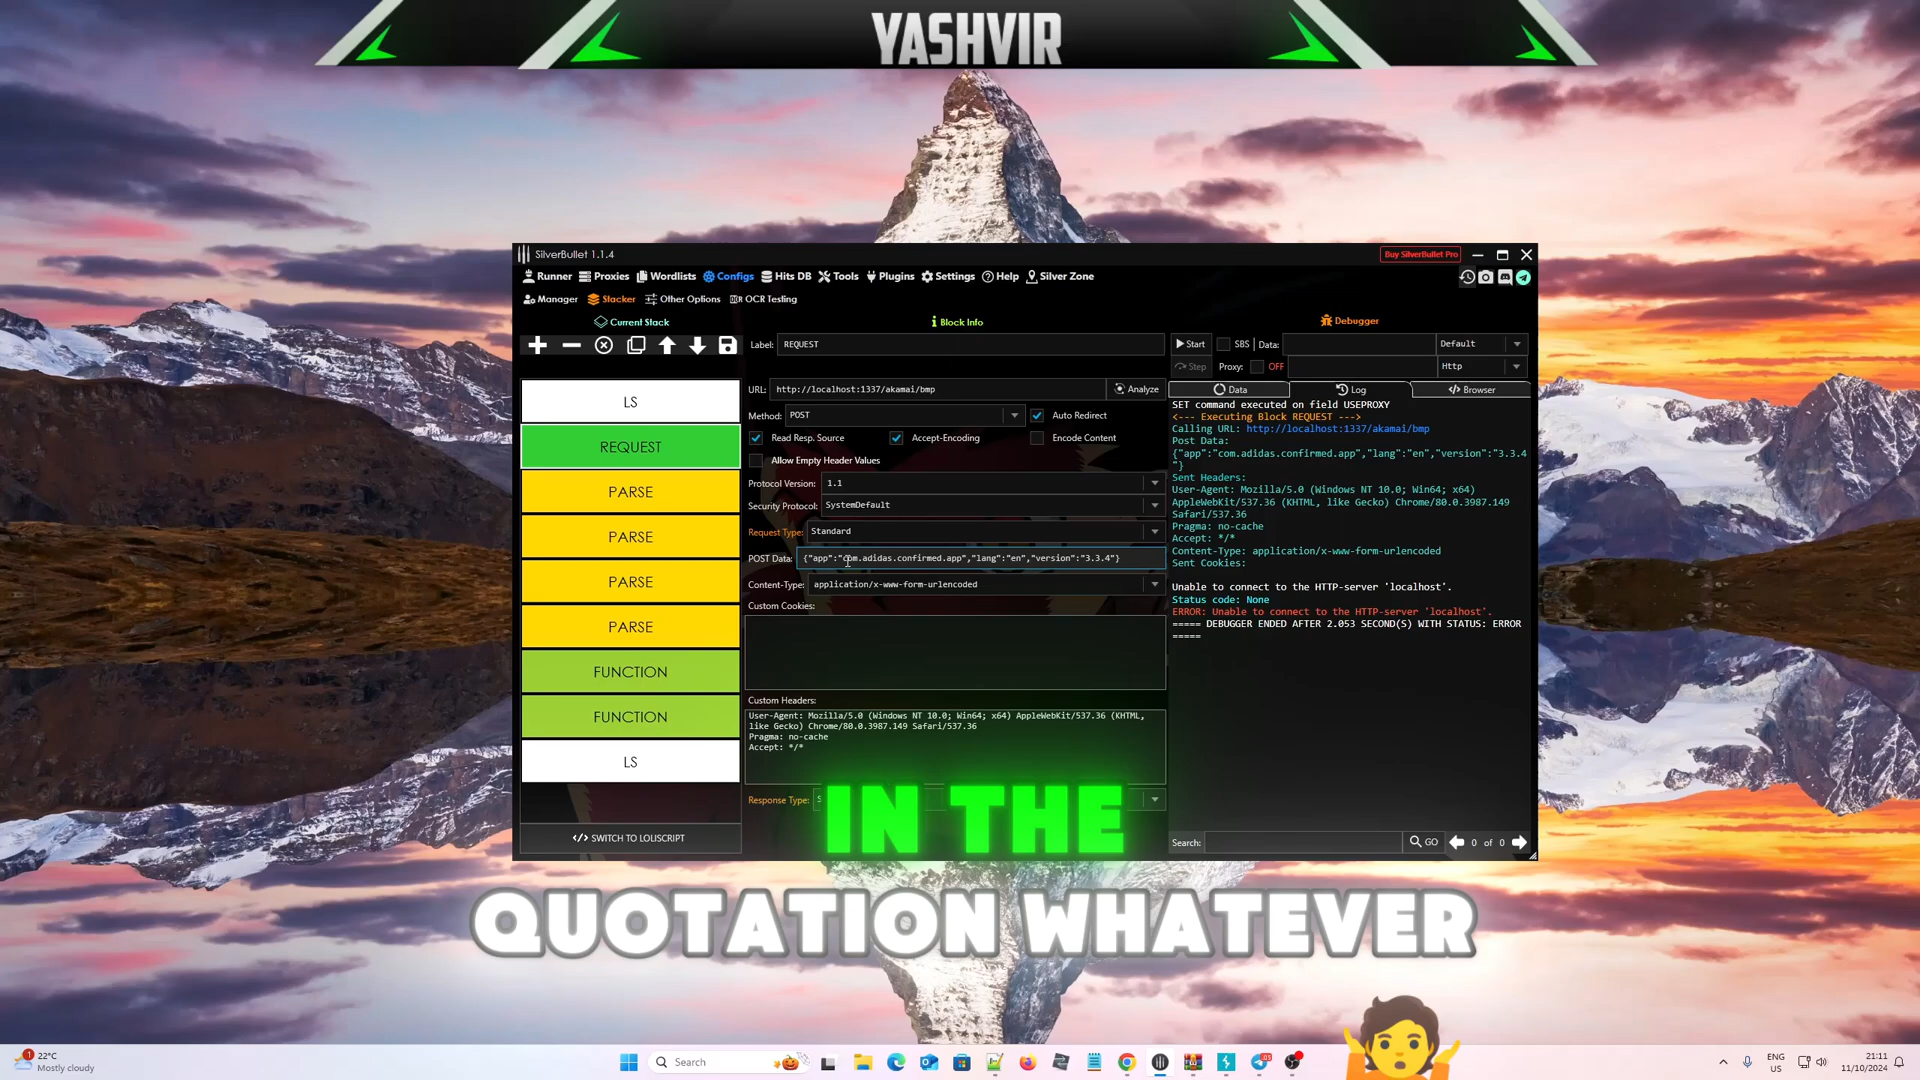 YASHVIR
SilverBullet 1.1.4
Buy SilverBullet Pro
Runner Proxies Wordlists Configs Hits DB Tools Plugins Settings Help Silver Zone
Manager Stacker Other Options OCR Testing
Current Stack
Block Info
Debugger
Label: REQUEST
Start SBS | Data: Default
Step Proxy: OFF Http
LS
REQUEST
PARSE
PARSE
PARSE
PARSE
FUNCTION
FUNCTION
LS
SWITCH TO LOLISCRIPT
URL: http://localhost:1337/akamai/bmp Analyze
Method: POST Auto Redirect
Read Resp. Source Accept-Encoding Encode Content
Allow Empty Header Values
Protocol Version: 1.1
Security Protocol: SystemDefault
Request Type: Standard
POST Data: {"app":"com.adidas.confirmed.app","lang":"en","version":"3.3.4"}
Content-Type: application/x-www-form-urlencoded
Custom Cookies:
Custom Headers:
User-Agent: Mozilla/5.0 (Windows NT 10.0; Win64; x64) AppleWebKit/537.36 (KHTML,
like Gecko) Chrome/80.0.3987.149 Safari/537.36
Pragma: no-cache
Accept: */*
Response Type:
Data Log Browser
SET command executed on field USEPROXY
<--- Executing Block REQUEST --->
Calling URL: http://localhost:1337/akamai/bmp
Post Data:
{"app":"com.adidas.confirmed.app","lang":"en","version":"3.3.4
"}
Sent Headers:
User-Agent: Mozilla/5.0 (Windows NT 10.0; Win64; x64)
AppleWebKit/537.36 (KHTML, like Gecko) Chrome/80.0.3987.149
Safari/537.36
Pragma: no-cache
Accept: */*
Content-Type: application/x-www-form-urlencoded
Sent Cookies:
Unable to connect to the HTTP-server 'localhost'.
Status code: None
ERROR: Unable to connect to the HTTP-server 'localhost'.
===== DEBUGGER ENDED AFTER 2.053 SECOND(S) WITH STATUS: ERROR
=====
Search: GO 0 of 0
IN THE
QUOTATION WHATEVER
1
22°C
Mostly cloudy
Search
ENG
US
21:11
11/10/2024